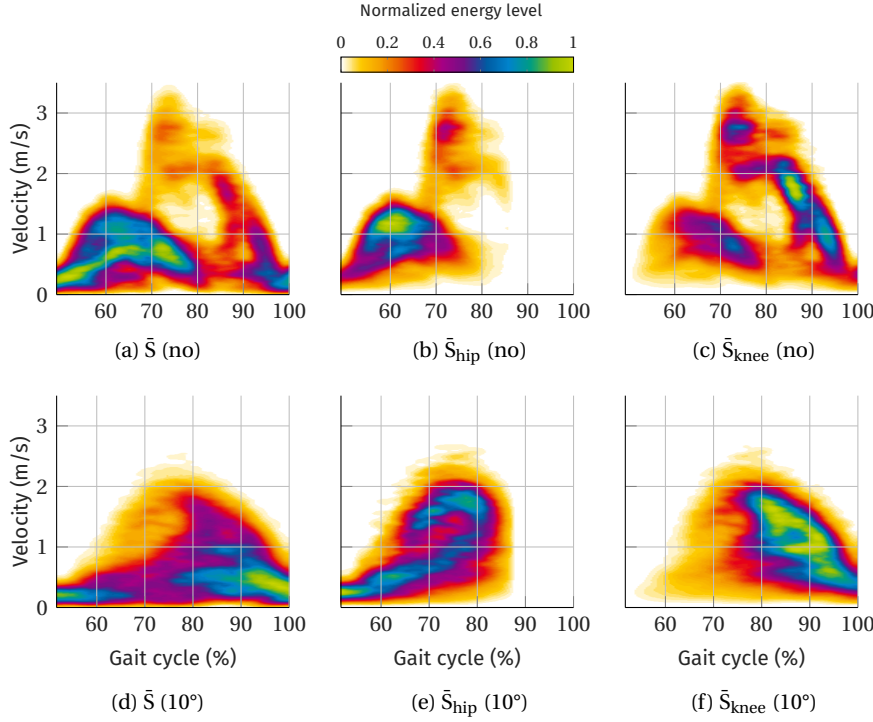 Normalized energy level
0 0.2 0.4 0.6 0.8 1
3
2
1
0
Velocity (m/s)
60 70 80 90 100
60 70 80 90 100
60 70 80 90 100
(a) S̄ (no)
(b) S̄hip (no)
(c) S̄knee (no)
3
2
1
0
Velocity (m/s)
60 70 80 90 100
60 70 80 90 100
60 70 80 90 100
Gait cycle (%)
Gait cycle (%)
Gait cycle (%)
(d) S̄ (10°)
(e) S̄hip (10°)
(f) S̄knee (10°)